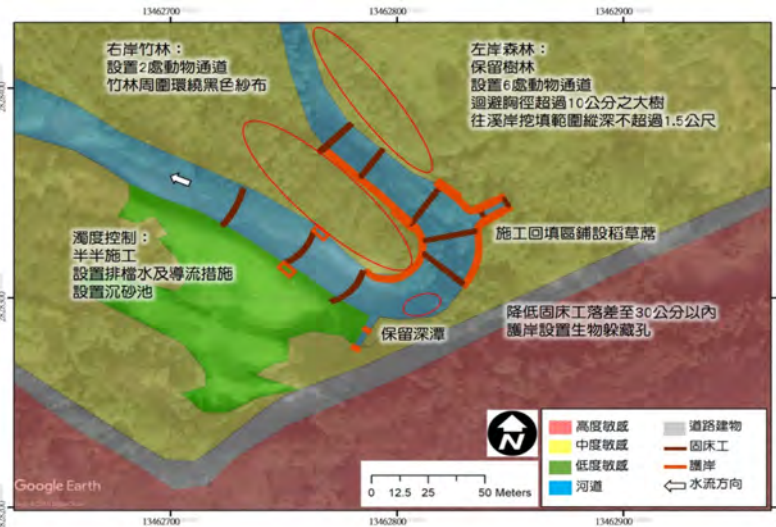 13462700
13462800
13462900
右岸竹林：
設置2處動物通道
竹林周圍環繞黑色紗布
左岸森林：
保留樹林
設置6處動物通道
迴避胸徑超過10公分之大樹
往溪岸挖填範圍縱深不超過1.5公尺
濁度控制：
半半施工
設置排檔水及導流措施
設置沉砂池
施工回填區鋪設稻草蓆
降低固床工落差至30公分以內
護岸設置生物躲藏孔
保留深潭
N
高度敏感
中度敏感
低度敏感
河道
道路建物
固床工
護岸
水流方向
0 12.5 25 50 Meters
Google Earth
13462700
13462800
13462900